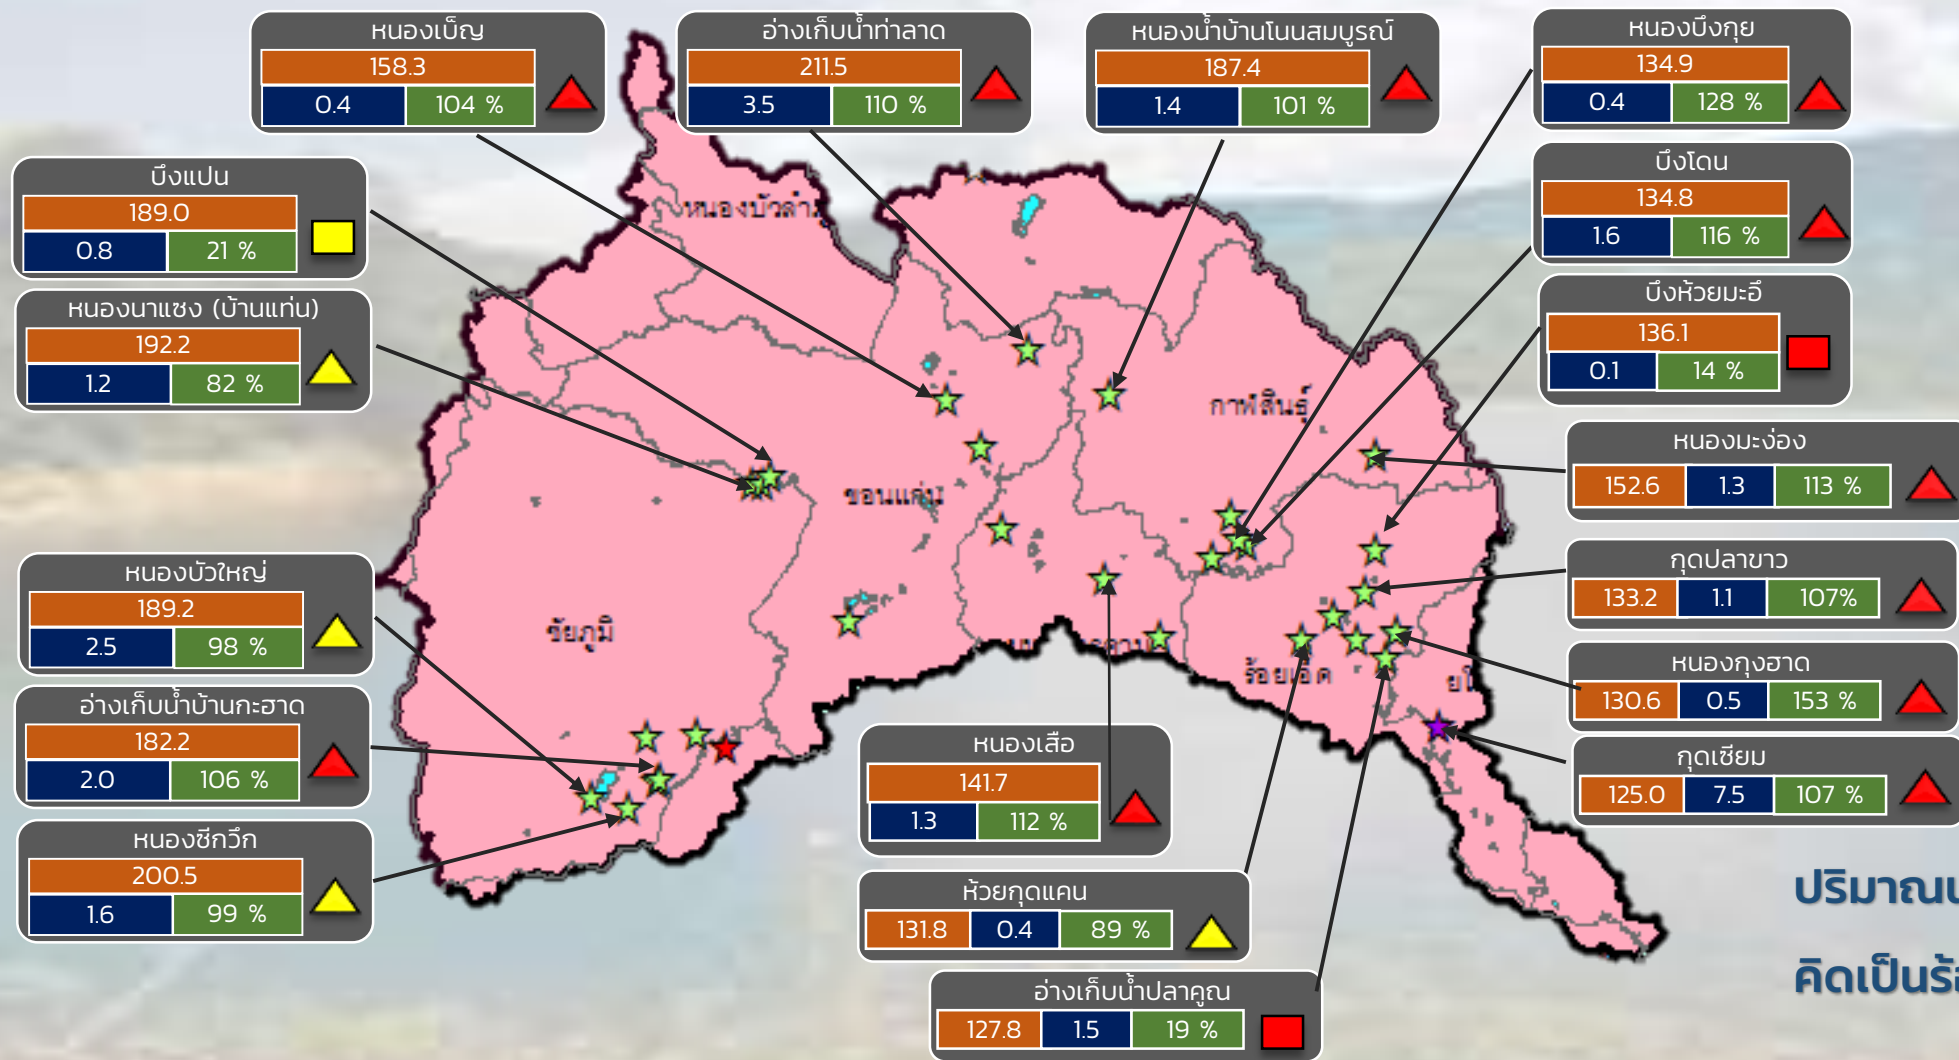 หนองเบ็ญ
158.3
0.4 104 %
อ่างเก็บน้ำท่าลาด
211.5
3.5 110 %
หนองน้ำบ้านโนนสมบูรณ์
187.4
1.4 101 %
หนองบึงกุย
134.9
0.4 128 %
บึงแปน
189.0
0.8 21 %
บึงโดน
134.8
1.6 116 %
หนองนาแซง (บ้านแท่น)
192.2
1.2 82 %
บึงห้วยมะอึ
136.1
0.1 14 %
หนองมะง่อง
152.6 1.3 113 %
กุดปลาขาว
133.2 1.1 107%
หนองกุงฮาด
130.6 0.5 153 %
กุดเซียม
125.0 7.5 107 %
หนองบัวใหญ่
189.2
2.5 98 %
อ่างเก็บน้ำบ้านกะฮาด
182.2
2.0 106 %
หนองซีกวึก
200.5
1.6 99 %
หนองเสือ
141.7
1.3 112 %
ห้วยกุดแคน
131.8 0.4 89 %
อ่างเก็บน้ำปลาคูณ
127.8 1.5 19 %
หนองบัวลำ
กาฬสินธุ์
ขอนแก่น
ชัยภูมิ
ร้อยเอ็ด
ปริมาณ
คิดเป็นร้อ